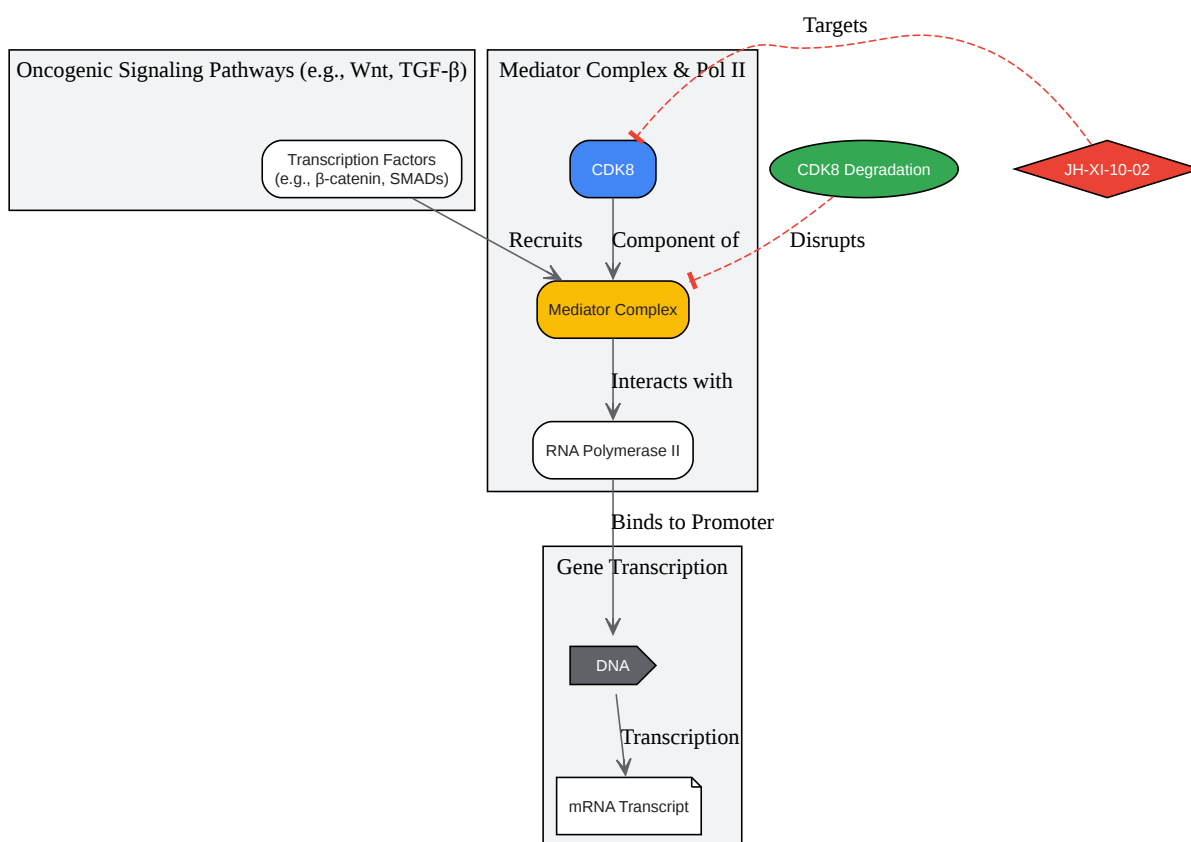 Targets
Oncogenic Signaling Pathways (e.g., Wnt, TGF-β)
Mediator Complex & Pol II
Transcription Factors
(e.g., β-catenin, SMADs)
CDK8
CDK8 Degradation
JH-XI-10-02
Recruits
Component of
Disrupts
Mediator Complex
Interacts with
RNA Polymerase II
Binds to Promoter
Gene Transcription
DNA
Transcription
mRNA Transcript